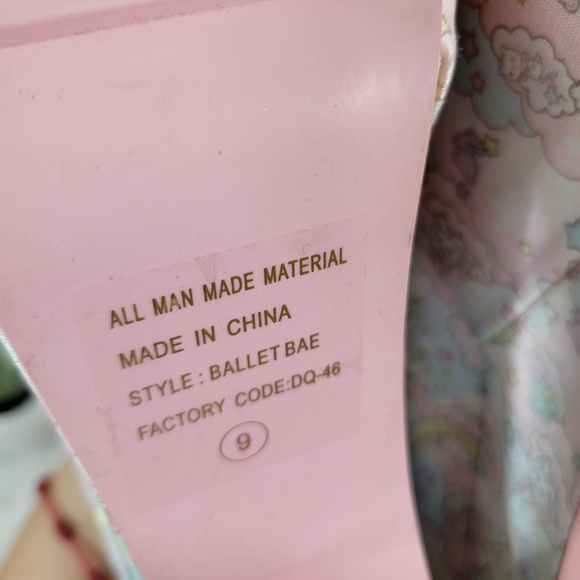 ALL MAN MADE MATERIAL
MADE IN CHINA
STYLE : BALLET BAE
FACTORY CODE:DQ-46
9